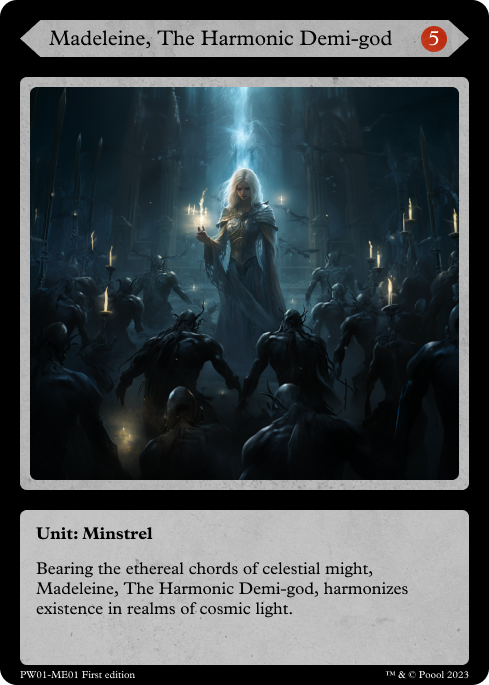 Madeleine, The Harmonic Demi-god 5
Unit: Minstrel
Bearing the ethereal chords of celestial might,
Madeleine, The Harmonic Demi-god, harmonizes
existence in realms of cosmic light.
PW01-ME01 First edition ™ & © Poool 2023